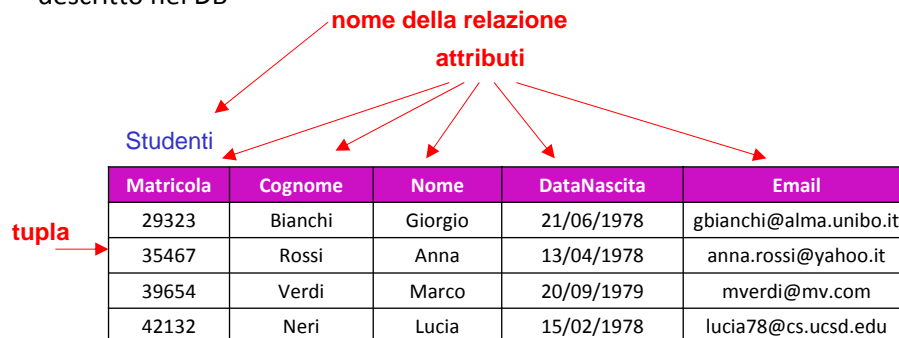 descritto nel DB
nome della relazione
attributi
Studenti
Matricola Cognome Nome DataNascita Email
29323 Bianchi Giorgio 21/06/1978 gbianchi@alma.unibo.it
tupla
35467 Rossi Anna 13/04/1978 anna.rossi@yahoo.it
39654 Verdi Marco 20/09/1979 mverdi@mv.com
42132 Neri Lucia 15/02/1978 lucia78@cs.ucsd.edu